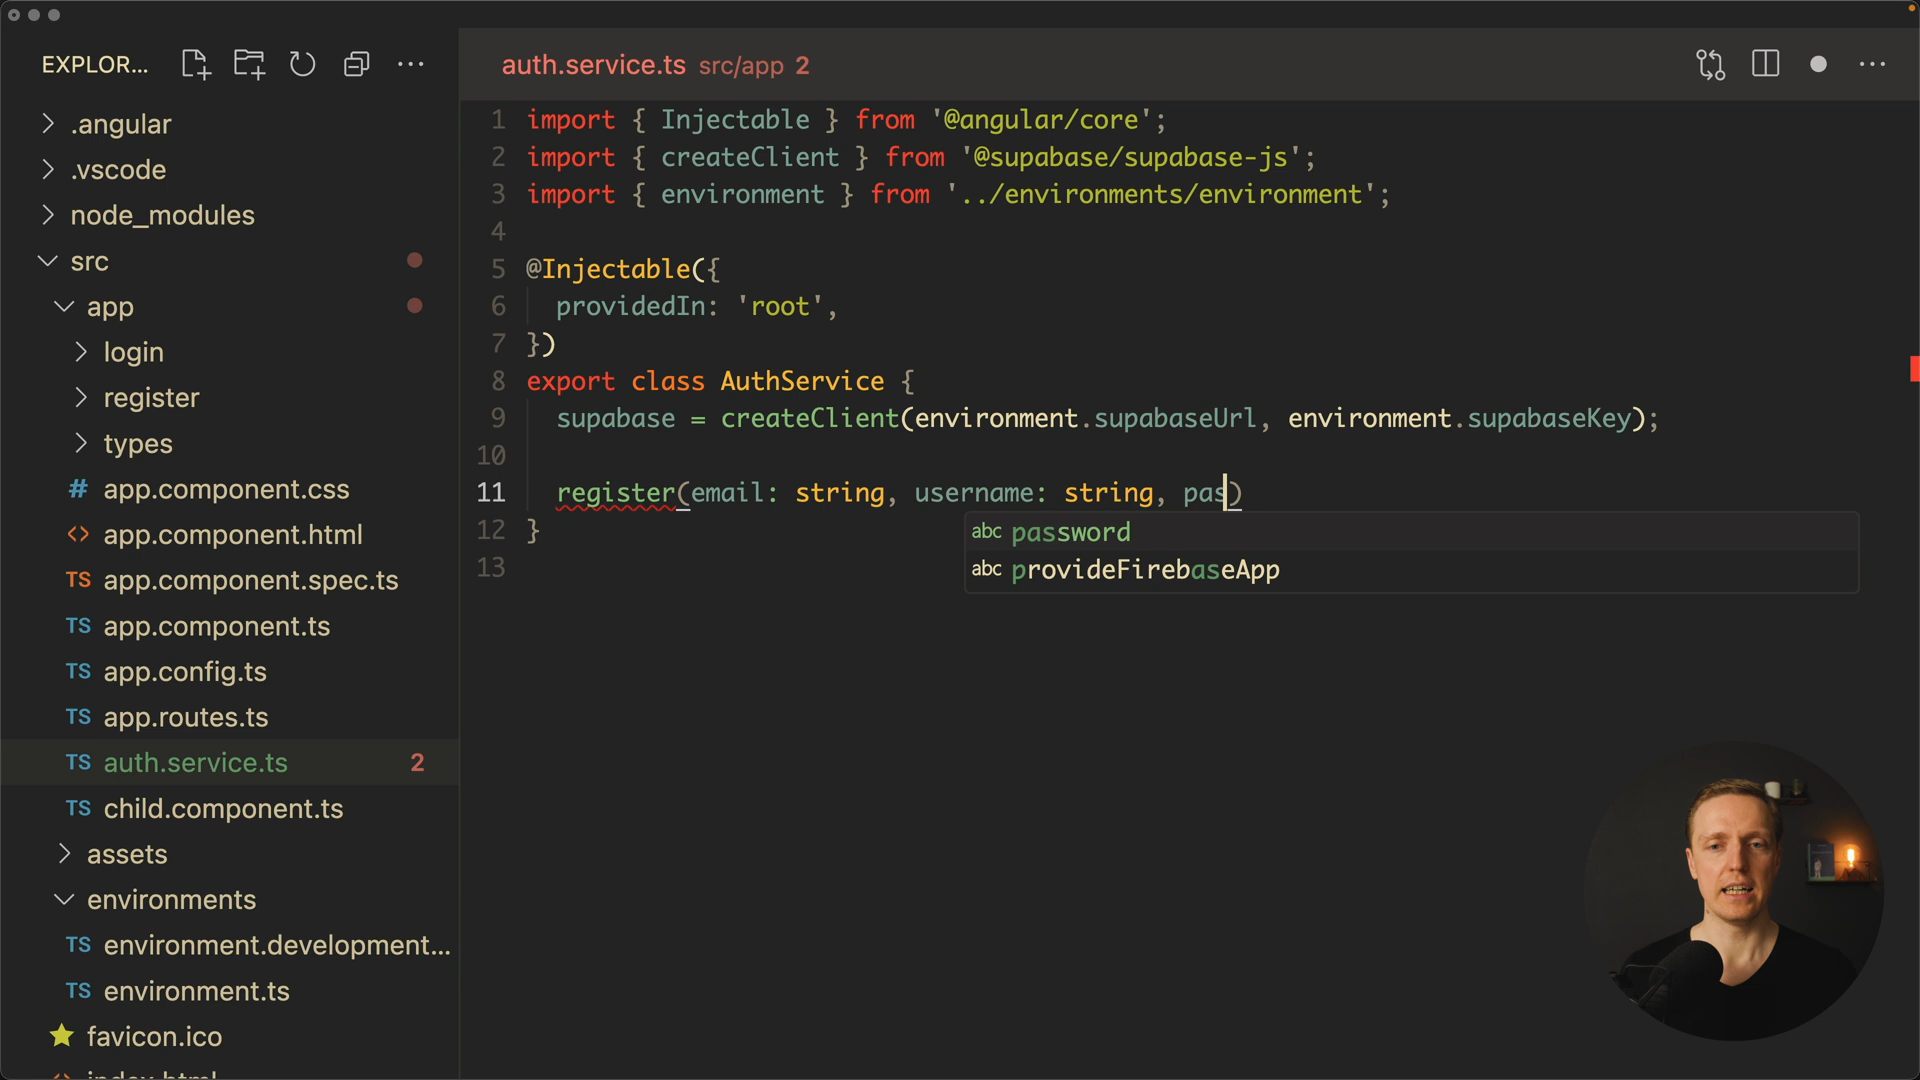 EXPLOR...
.angular
.vscode
node_modules
src
app
login
register
types
# app.component.css
<> app.component.html
TS app.component.spec.ts
TS app.component.ts
TS app.config.ts
TS app.routes.ts
TS auth.service.ts 2
TS child.component.ts
assets
environments
TS environment.development...
TS environment.ts
favicon.ico
auth.service.ts src/app 2
1 import { Injectable } from '@angular/core';
2 import { createClient } from '@supabase/supabase-js';
3 import { environment } from '../environments/environment';
4
5 @Injectable({
6 providedIn: 'root',
7 })
8 export class AuthService {
9 supabase = createClient(environment.supabaseUrl, environment.supabaseKey);
10
11 register(email: string, username: string, pas)
abc password
abc provideFirebaseApp
12 }
13